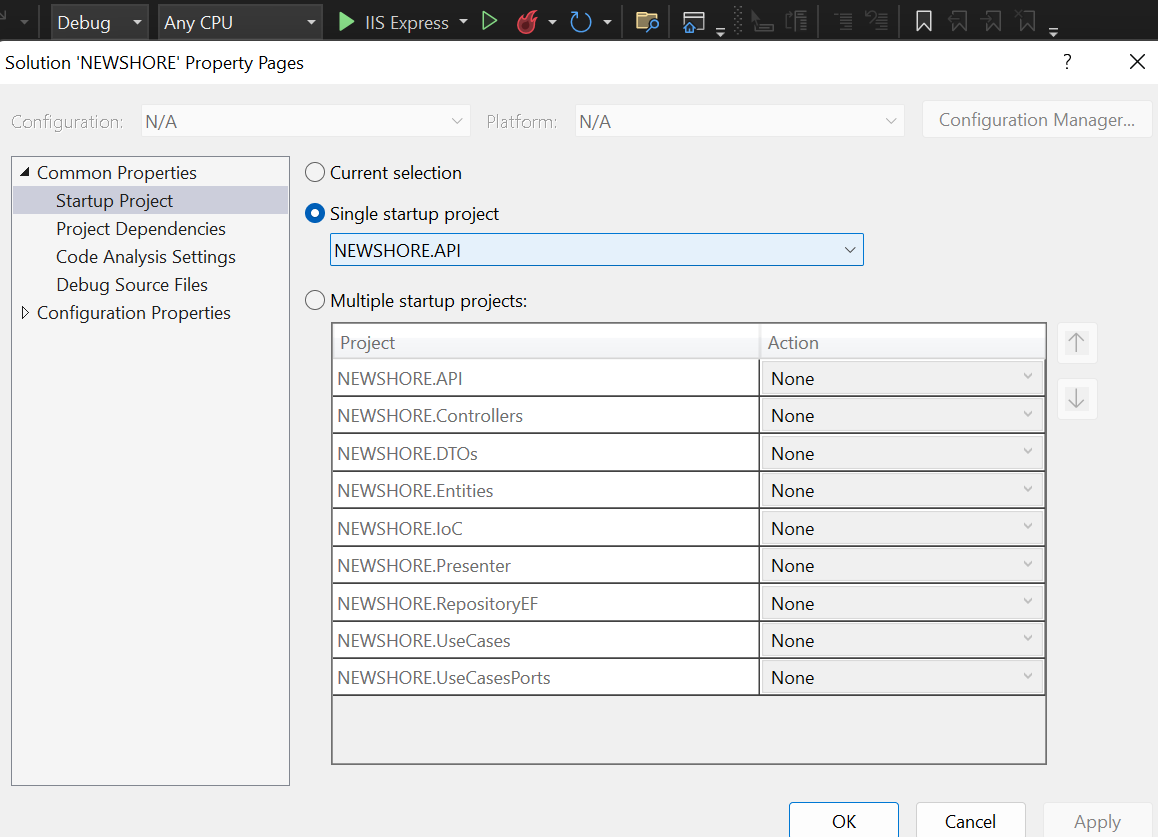 Debug Any CPU IIS Express
Solution 'NEWSHORE' Property Pages ?
Configuration: N/A Platform: N/A Configuration Manager...
Common Properties
Startup Project
Project Dependencies
Code Analysis Settings
Debug Source Files
Configuration Properties
Current selection
Single startup project
NEWSHORE.API
Multiple startup projects:
Project Action
NEWSHORE.API None
NEWSHORE.Controllers None
NEWSHORE.DTOs None
NEWSHORE.Entities None
NEWSHORE.IoC None
NEWSHORE.Presenter None
NEWSHORE.RepositoryEF None
NEWSHORE.UseCases None
NEWSHORE.UseCasesPorts None
OK Cancel Apply